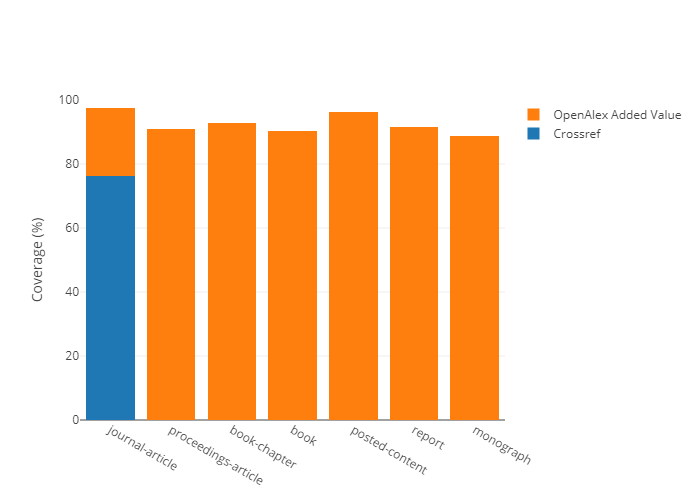 100
80
60
40
20
0
Coverage (%)
journal-article
proceedings-article
book-chapter
book
posted-content
report
monograph
OpenAlex Added Value
Crossref